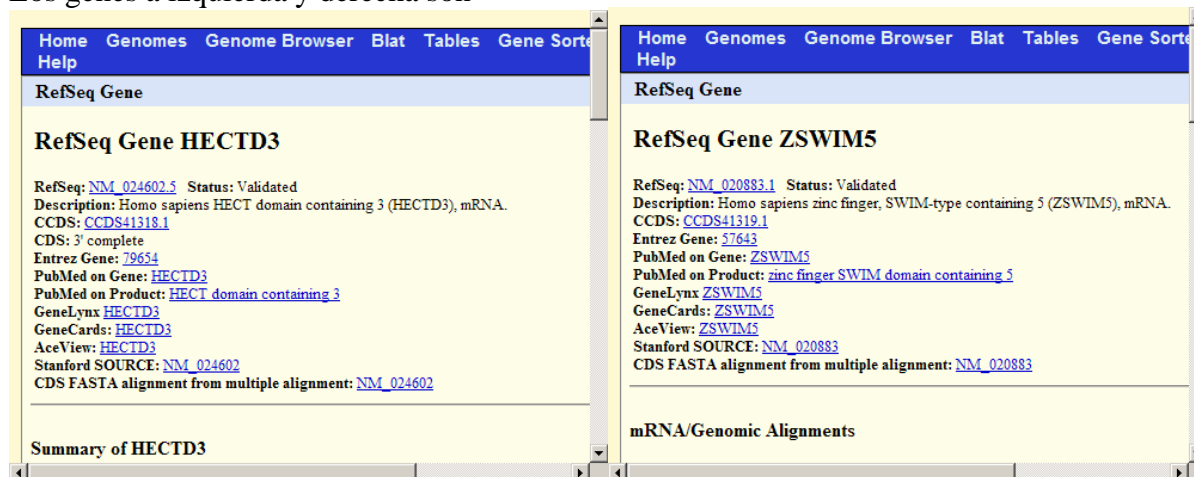 Los genes a izquierda y derecha son
Home Genomes Genome Browser Blat Tables Gene Sorte
Help
RefSeq Gene
RefSeq Gene HECTD3
RefSeq: NM_024602.5 Status: Validated
Description: Homo sapiens HECT domain containing 3 (HECTD3), mRNA.
CCDS: CCDS41318.1
CDS: 3' complete
Entrez Gene: 79654
PubMed on Gene: HECTD3
PubMed on Product: HECT domain containing 3
GeneLynx HECTD3
GeneCards: HECTD3
AceView: HECTD3
Stanford SOURCE: NM_024602
CDS FASTA alignment from multiple alignment: NM_024602
Summary of HECTD3
Home Genomes Genome Browser Blat Tables Gene Sorte
Help
RefSeq Gene
RefSeq Gene ZSWIM5
RefSeq: NM_020883.1 Status: Validated
Description: Homo sapiens zinc finger, SWIM-type containing 5 (ZSWIM5), mRNA.
CCDS: CCDS41319.1
Entrez Gene: 57643
PubMed on Gene: ZSWIM5
PubMed on Product: zinc finger SWIM domain containing 5
GeneLynx ZSWIM5
GeneCards: ZSWIM5
AceView: ZSWIM5
Stanford SOURCE: NM_020883
CDS FASTA alignment from multiple alignment: NM_020883
mRNA/Genomic Alignments